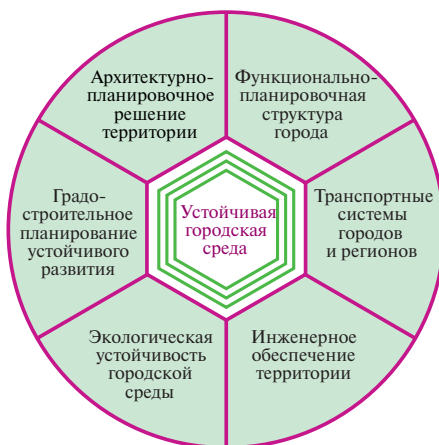 Архитектурно-
планировочное
решение
территории
Функционально-
планировочная
структура
города
Градо-
строительное
планирование
устойчивого
развития
Устойчивая
городская
среда
Транспортные
системы
городов
и регионов
Экологическая
устойчивость
городской
среды
Инженерное
обеспечение
территории